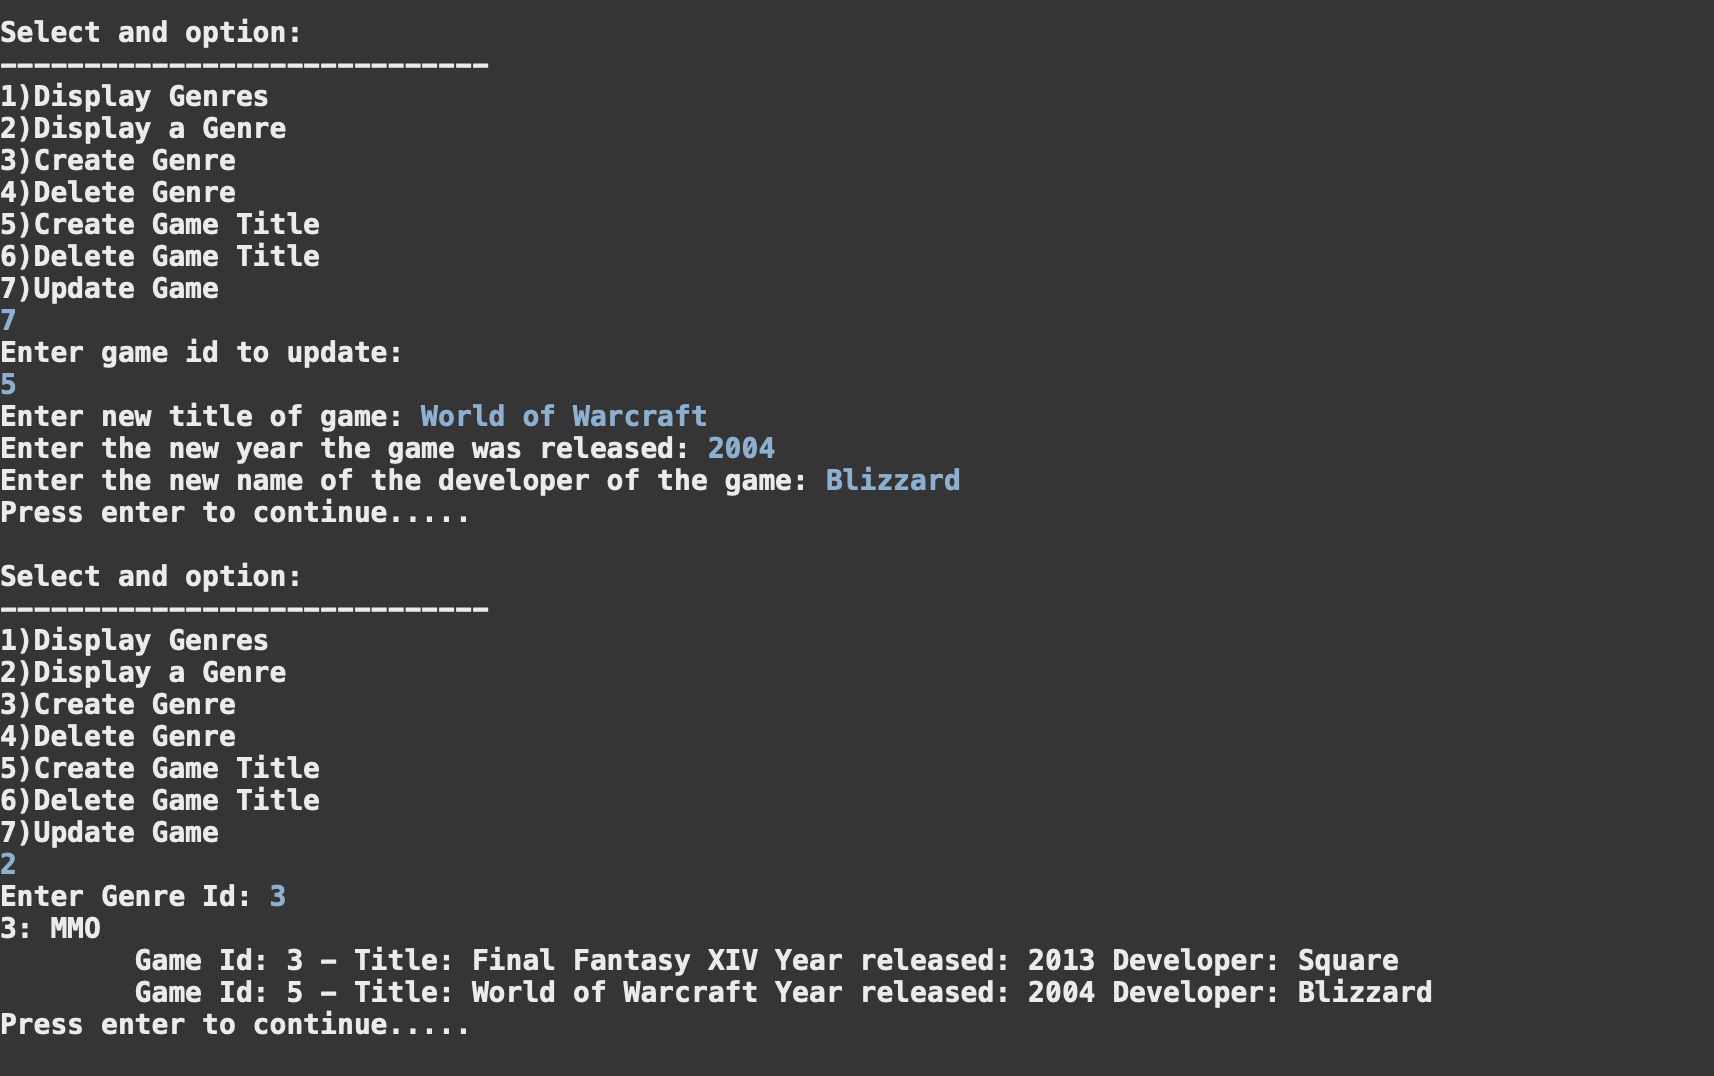 Select and option:
-----------------------------
1)Display Genres
2)Display a Genre
3)Create Genre
4)Delete Genre
5)Create Game Title
6)Delete Game Title
7)Update Game
7
Enter game id to update:
5
Enter new title of game: World of Warcraft
Enter the new year the game was released: 2004
Enter the new name of the developer of the game: Blizzard
Press enter to continue.....

Select and option:
-----------------------------
1)Display Genres
2)Display a Genre
3)Create Genre
4)Delete Genre
5)Create Game Title
6)Delete Game Title
7)Update Game
2
Enter Genre Id: 3
3: MMO
        Game Id: 3 - Title: Final Fantasy XIV Year released: 2013 Developer: Square
        Game Id: 5 - Title: World of Warcraft Year released: 2004 Developer: Blizzard
Press enter to continue.....